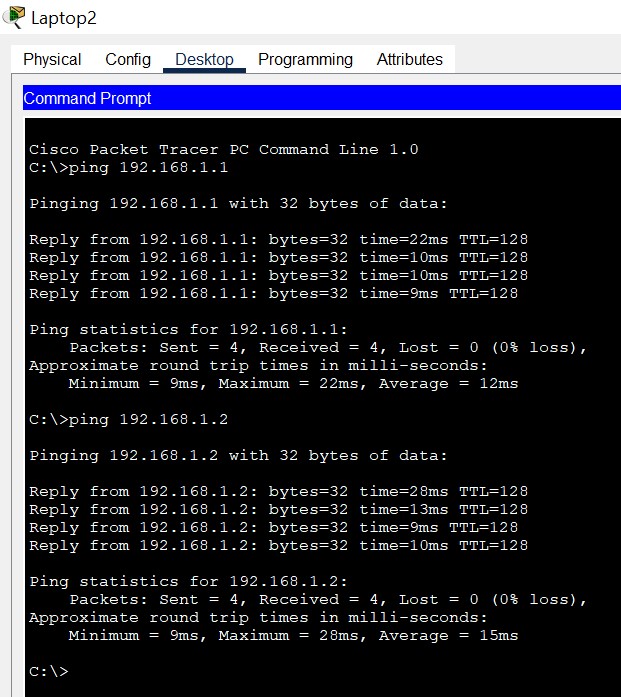 Laptop2
Physical Config Desktop Programming Attributes
Command Prompt
Cisco Packet Tracer PC Command Line 1.0
C:\>ping 192.168.1.1
Pinging 192.168.1.1 with 32 bytes of data:
Reply from 192.168.1.1: bytes=32 time=22ms TTL=128
Reply from 192.168.1.1: bytes=32 time=10ms TTL=128
Reply from 192.168.1.1: bytes=32 time=10ms TTL=128
Reply from 192.168.1.1: bytes=32 time=9ms TTL=128
Ping statistics for 192.168.1.1:
Packets: Sent = 4, Received = 4, Lost = 0 (0% loss),
Approximate round trip times in milli-seconds:
Minimum = 9ms, Maximum = 22ms, Average = 12ms
C:\>ping 192.168.1.2
Pinging 192.168.1.2 with 32 bytes of data:
Reply from 192.168.1.2: bytes=32 time=28ms TTL=128
Reply from 192.168.1.2: bytes=32 time=13ms TTL=128
Reply from 192.168.1.2: bytes=32 time=9ms TTL=128
Reply from 192.168.1.2: bytes=32 time=10ms TTL=128
Ping statistics for 192.168.1.2:
Packets: Sent = 4, Received = 4, Lost = 0 (0% loss),
Approximate round trip times in milli-seconds:
Minimum = 9ms, Maximum = 28ms, Average = 15ms
C:\>